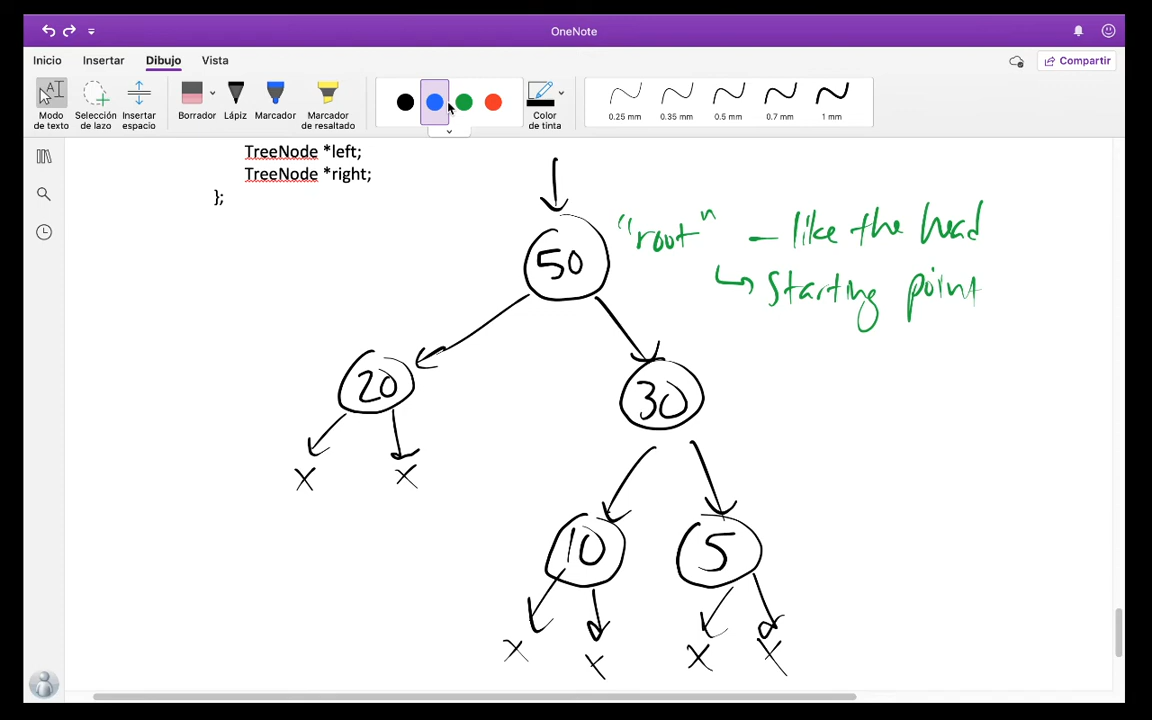 OneNote
Inicio Insertar Dibujo Vista
Compartir
Modo de texto
Selección de lazo
Insertar espacio
Borrador
Lápiz
Marcador
Marcador de resaltado
Color de tinta
0.25 mm 0.35 mm 0.5 mm 0.7 mm 1 mm
TreeNode *left;
TreeNode *right;
};
"root" - like the head
↳ starting point
50
20
30
X X
10 5
X X X X